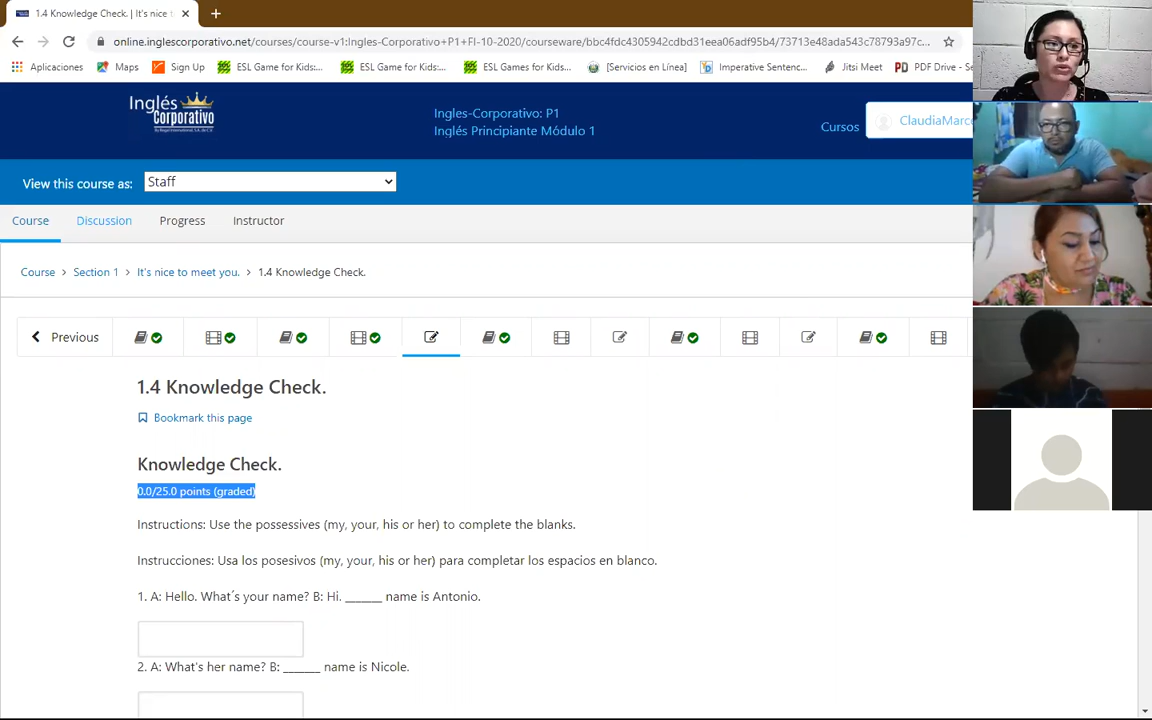 1.4 Knowledge Check. | It's nice t
online.inglescorporativo.net/courses/course-v1:Ingles-Corporativo+P1+FI-10-2020/courseware/bbc4fdc4305942cdbd31eea06adf95b4/73713e48ada543c78793a97c...
Aplicaciones Maps Sign Up ESL Game for Kids:... ESL Game for Kids:... ESL Games for Kids... [Servicios en Línea] Imperative Sentenc... Jitsi Meet PDF Drive - Se
Inglés
Corporativo
Ingles-Corporativo: P1
Inglés Principiante Módulo 1
Cursos
ClaudiaMarc
View this course as: Staff
Course Discussion Progress Instructor
Course > Section 1 > It's nice to meet you. > 1.4 Knowledge Check.
Previous
1.4 Knowledge Check.
Bookmark this page
Knowledge Check.
0.0/25.0 points (graded)
Instructions: Use the possessives (my, your, his or her) to complete the blanks.
Instrucciones: Usa los posesivos (my, your, his or her) para completar los espacios en blanco.
1. A: Hello. What´s your name? B: Hi. _______ name is Antonio.
2. A: What's her name? B: _______ name is Nicole.